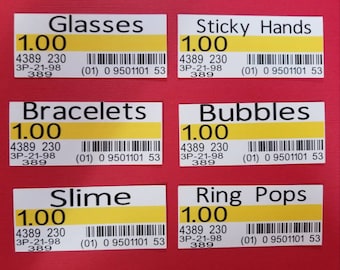 Glasses
1.00
4389 230
3P-21-98
389
(01) 0 9501101 53
Sticky Hands
1.00
4389 230
3P-21-98
389
(01) 0 9501101 53
Bracelets
1.00
4389 230
3P-21-98
389
(01) 0 9501101 53
Bubbles
1.00
4389 230
3P-21-98
389
(01) 0 9501101 53
Slime
1.00
4389 230
3P-21-98
389
(01) 0 9501101 53
Ring Pops
1.00
4389 230
3P-21-98
389
(01) 0 9501101 53